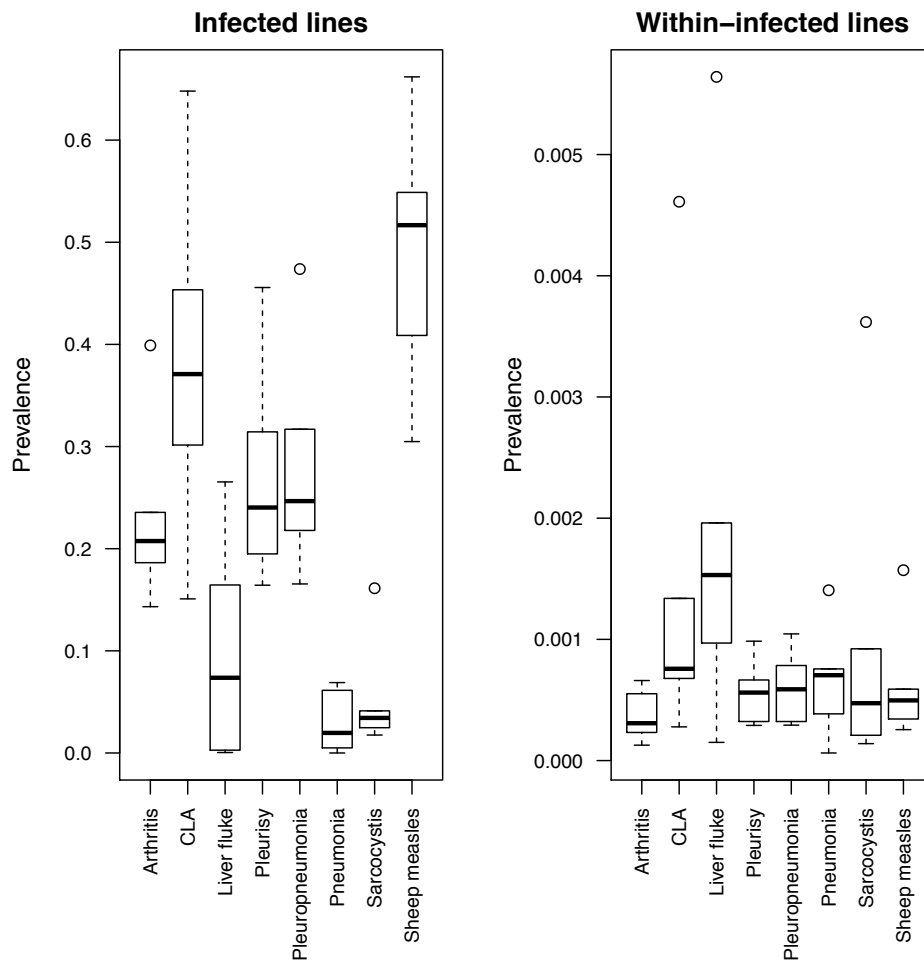 Infected lines
Prevalence
0.6
0.5
0.4
0.3
0.2
0.1
0.0
Arthritis
CLA
Liver fluke
Pleurisy
Pleuropneumonia
Pneumonia
Sarcocystis
Sheep measles
Within−infected lines
Prevalence
0.005
0.004
0.003
0.002
0.001
0.000
Arthritis
CLA
Liver fluke
Pleurisy
Pleuropneumonia
Pneumonia
Sarcocystis
Sheep measles